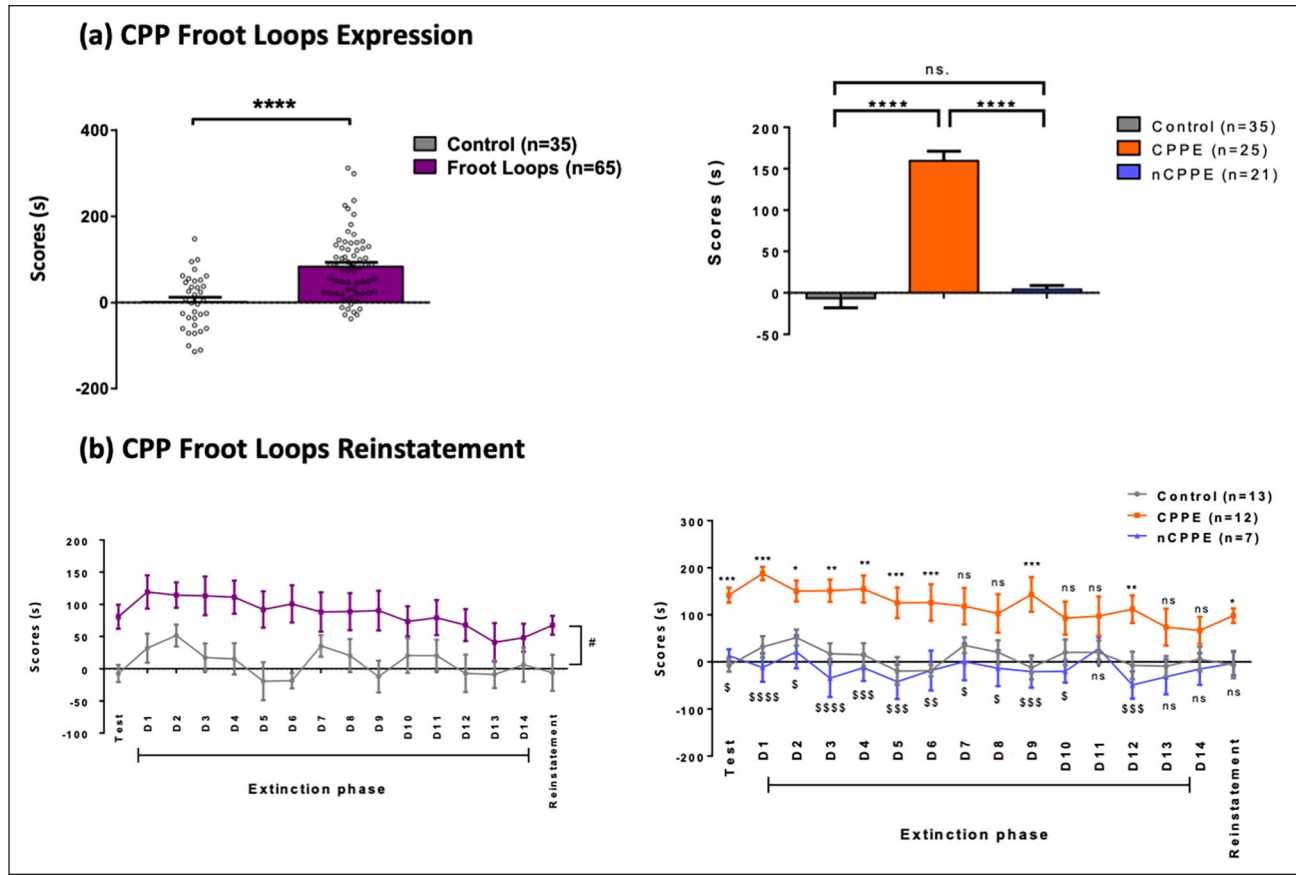 (a) CPP Froot Loops Expression
****
400
200
0
-200
Scores (s)
Control (n=35)
Froot Loops (n=65)
ns.
**** ****
200
150
100
50
0
-50
Scores (s)
Control (n=35)
CPPE (n=25)
nCPPE (n=21)
(b) CPP Froot Loops Reinstatement
200
150
100
50
0
-50
-100
Scores (s)
#
Test D1 D2 D3 D4 D5 D6 D7 D8 D9 D10 D11 D12 D13 D14 Reinstatement
Extinction phase
Control (n=13)
CPPE (n=12)
nCPPE (n=7)
300
200
100
0
-100
-200
Scores (s)
*** *** * ** ** *** *** ns ns *** ns ns ** ns ns *
$ $$$$ $ $$$$ $$$ $$$ $$ $ $ $$$ $ ns $$$ ns ns ns
Test D1 D2 D3 D4 D5 D6 D7 D8 D9 D10 D11 D12 D13 D14 Reinstatement
Extinction phase